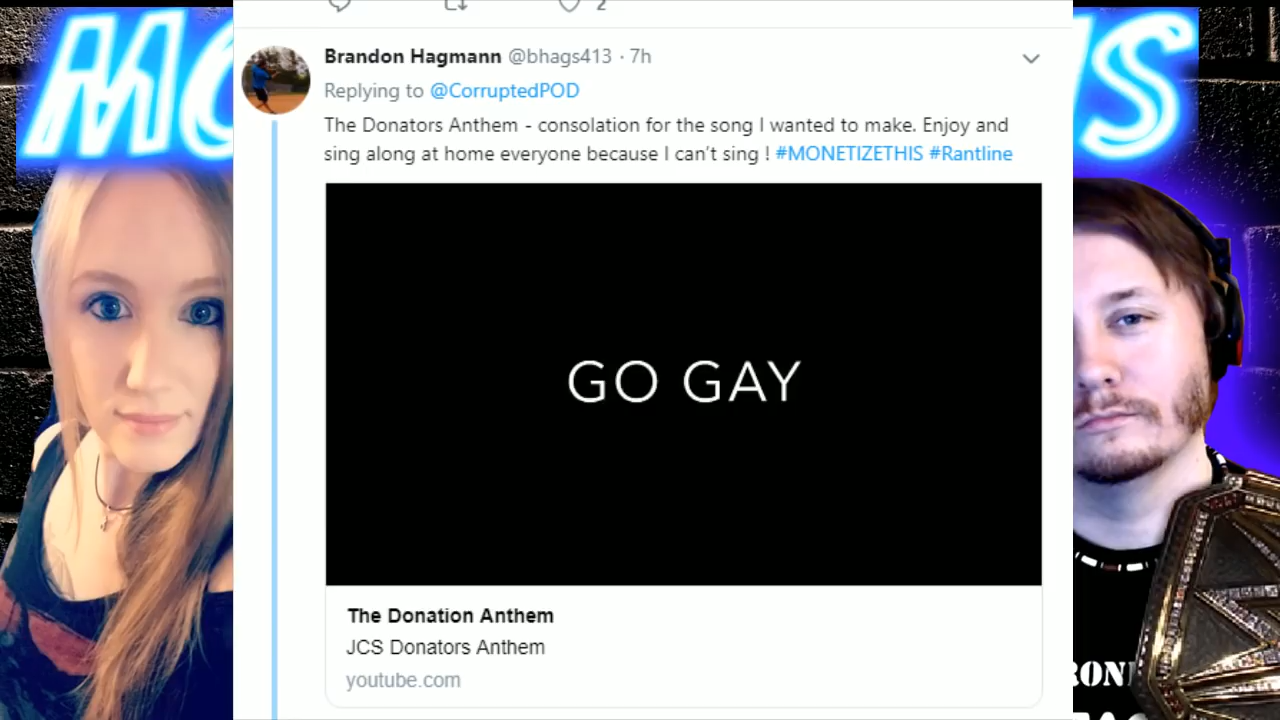 MO
S
2
Brandon Hagmann @bhags413 · 7h
Replying to @CorruptedPOD
The Donators Anthem - consolation for the song I wanted to make. Enjoy and
sing along at home everyone because I can't sing ! #MONETIZETHIS #Rantline
GO GAY
The Donation Anthem
JCS Donators Anthem
youtube.com